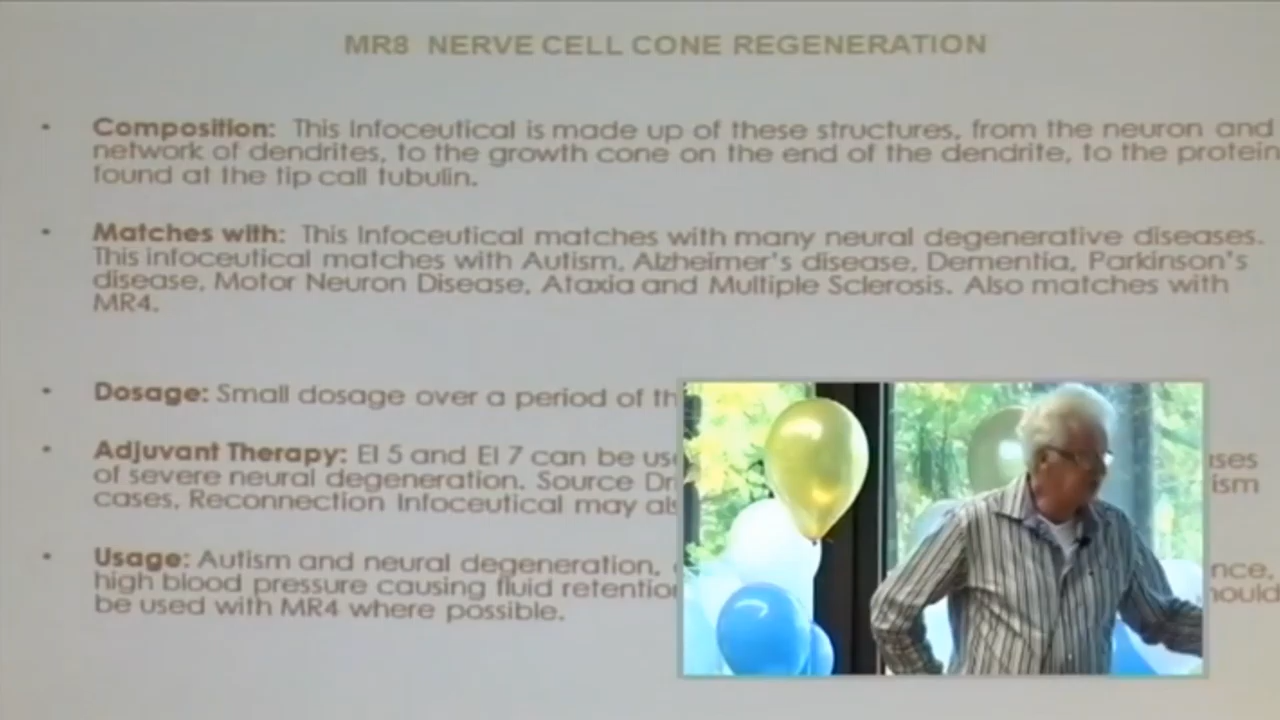 MR8 NERVE CELL CONE REGENERATION
• Composition: This Infoceutical is made up of these structures, from the neuron and
network of dendrites, to the growth cone on the end of the dendrite, to the protein
found at the tip call tubulin.
• Matches with: This Infoceutical matches with many neural degenerative diseases.
This infoceutical matches with Autism, Alzheimer's disease, Dementia, Parkinson's
disease, Motor Neuron Disease, Ataxia and Multiple Sclerosis. Also matches with
MR4.
• Dosage: Small dosage over a period of
• Adjuvant Therapy: EI 5 and EI 7 can be
of severe neural degeneration. Source
cases, Reconnection Infoceutical may
• Usage: Autism and neural degeneration,
high blood pressure causing fluid
be used with MR4 where possible.